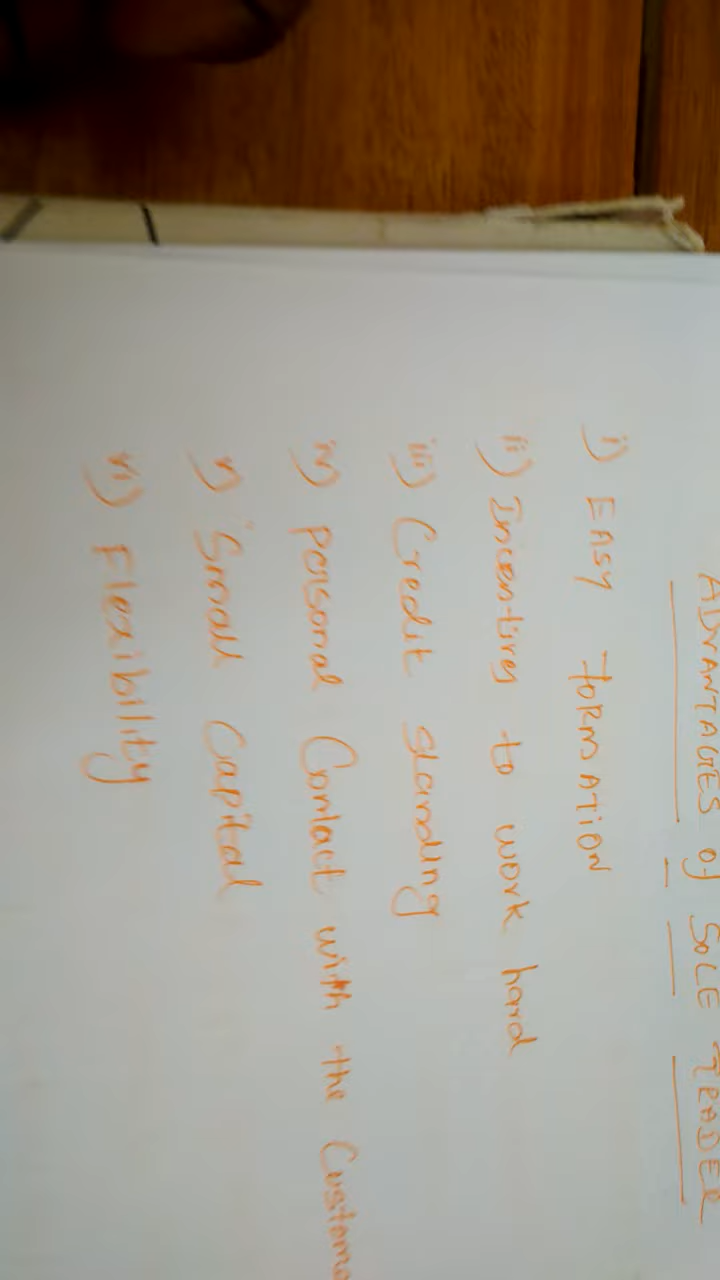 ADVANTAGES of SOLE TRADER
i) EASY FORMATION
ii) Incentives to work hard
iii) Credit standing
iv) Personal Contact with the Custome
v) Small Capital
vi) Flexibility